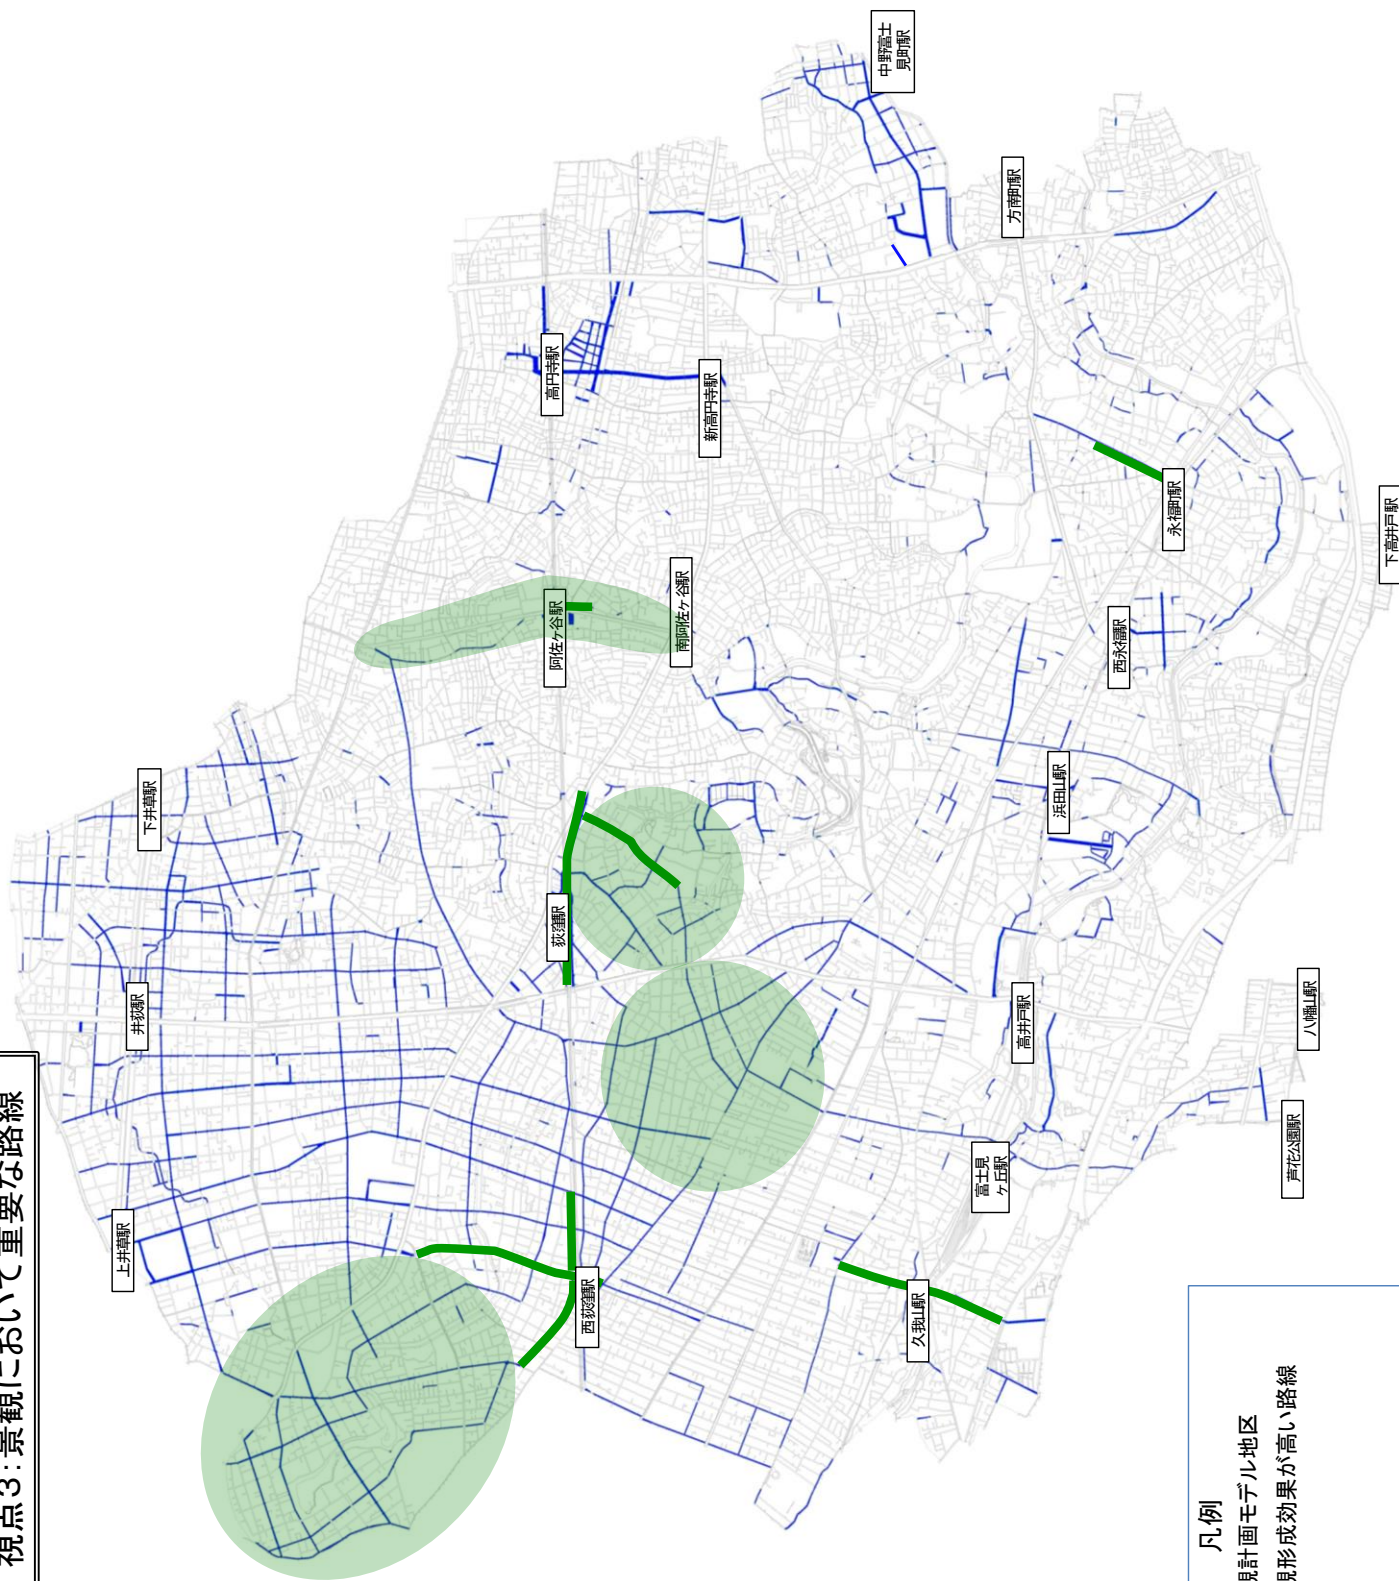 視点3：景観において重要な路線
中野富士
見町駅
方南町駅
高円寺駅
新高円寺駅
永福町駅
下高井戸駅
阿佐ヶ谷駅
南阿佐ヶ谷駅
西永福駅
下井草駅
浜田山駅
荻窪駅
井荻駅
高井戸駅
八幡山駅
芦花公園駅
富士見
ヶ丘駅
上井草駅
西荻窪駅
久我山駅
凡例
観計画モデル地区
観形成効果が高い路線